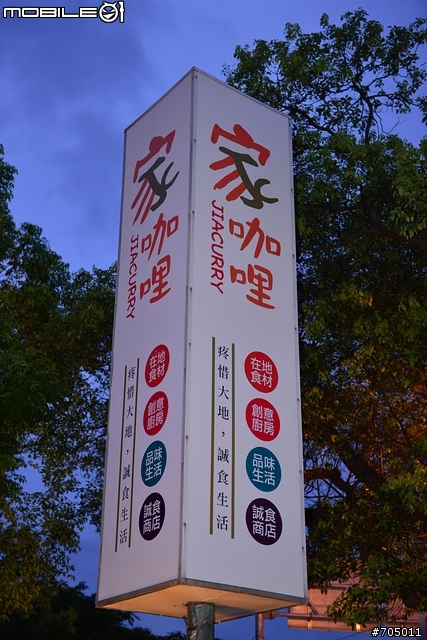 MOBILE01
家
咖
哩
JIACURRY
疼惜大地，誠食生活
在地
食材
創意
廚房
品味
生活
誠食
商店
家
咖
哩
JIACURRY
疼惜大地，誠食生活
在地
食材
創意
廚房
品味
生活
誠食
商店
#705011